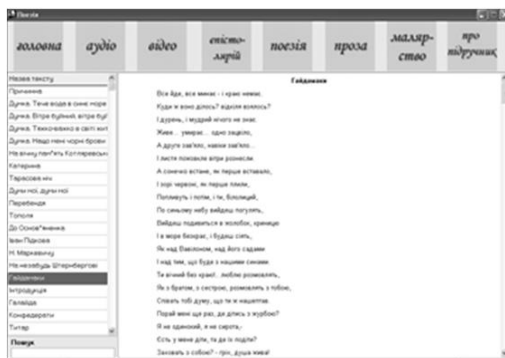 Поезія
головна
аудіо
відео
епісто-
лярій
поезія
проза
маляр-
ство
про
підручник
Назва тексту
Причинна
Думка. Тече вода в синє море
Думка. Вітре буйний, вітре буй
Думка. Тяжко-важко в світі жит
Думка. Нащо мені чорні брови
На вічну пам'ять Котляревськ
Катерина
Тарасова ніч
Думи мої, думи мої
Перебендя
Тополя
До Основ'яненка
Іван Підкова
Н. Маркевичу
На незабудь Штернбергові
Гайдамаки
Інтродукція
Галайда
Конфедерати
Титар
Пошук
Гайдамаки
Все йде, все минає - і краю немає.
Куди ж воно ділось? відкіля взялось?
І дурень, і мудрий нічого не знає.
Живе... умирає... одно зацвіло,
А друге зав'яло, навіки зав'яло...
І листя пожовкле вітри рознесли.
А сонечко встане, як перше вставало,
І зорі червоні, як перше плили,
Попливуть і потім, і ти, білолиций,
По синьому небу вийдеш погулять,
Вийдеш подивиться в жолобок, криницю
І в море безкрає, і будеш сіять,
Як над Вавілоном, над його садами
І над тим, що буде з нашими синами.
Ти вічний без краю!.. люблю розмовлять,
Як з братом, з сестрою, розмовлять з тобою,
Співать тобі думу, що ти ж нашептав.
Порай мені ще раз, де дітись з журбою?
Я не одинокий, я не сирота,-
Єсть у мене діти, та де їх подіти?
Заховать з собою? - гріх, душа жива!